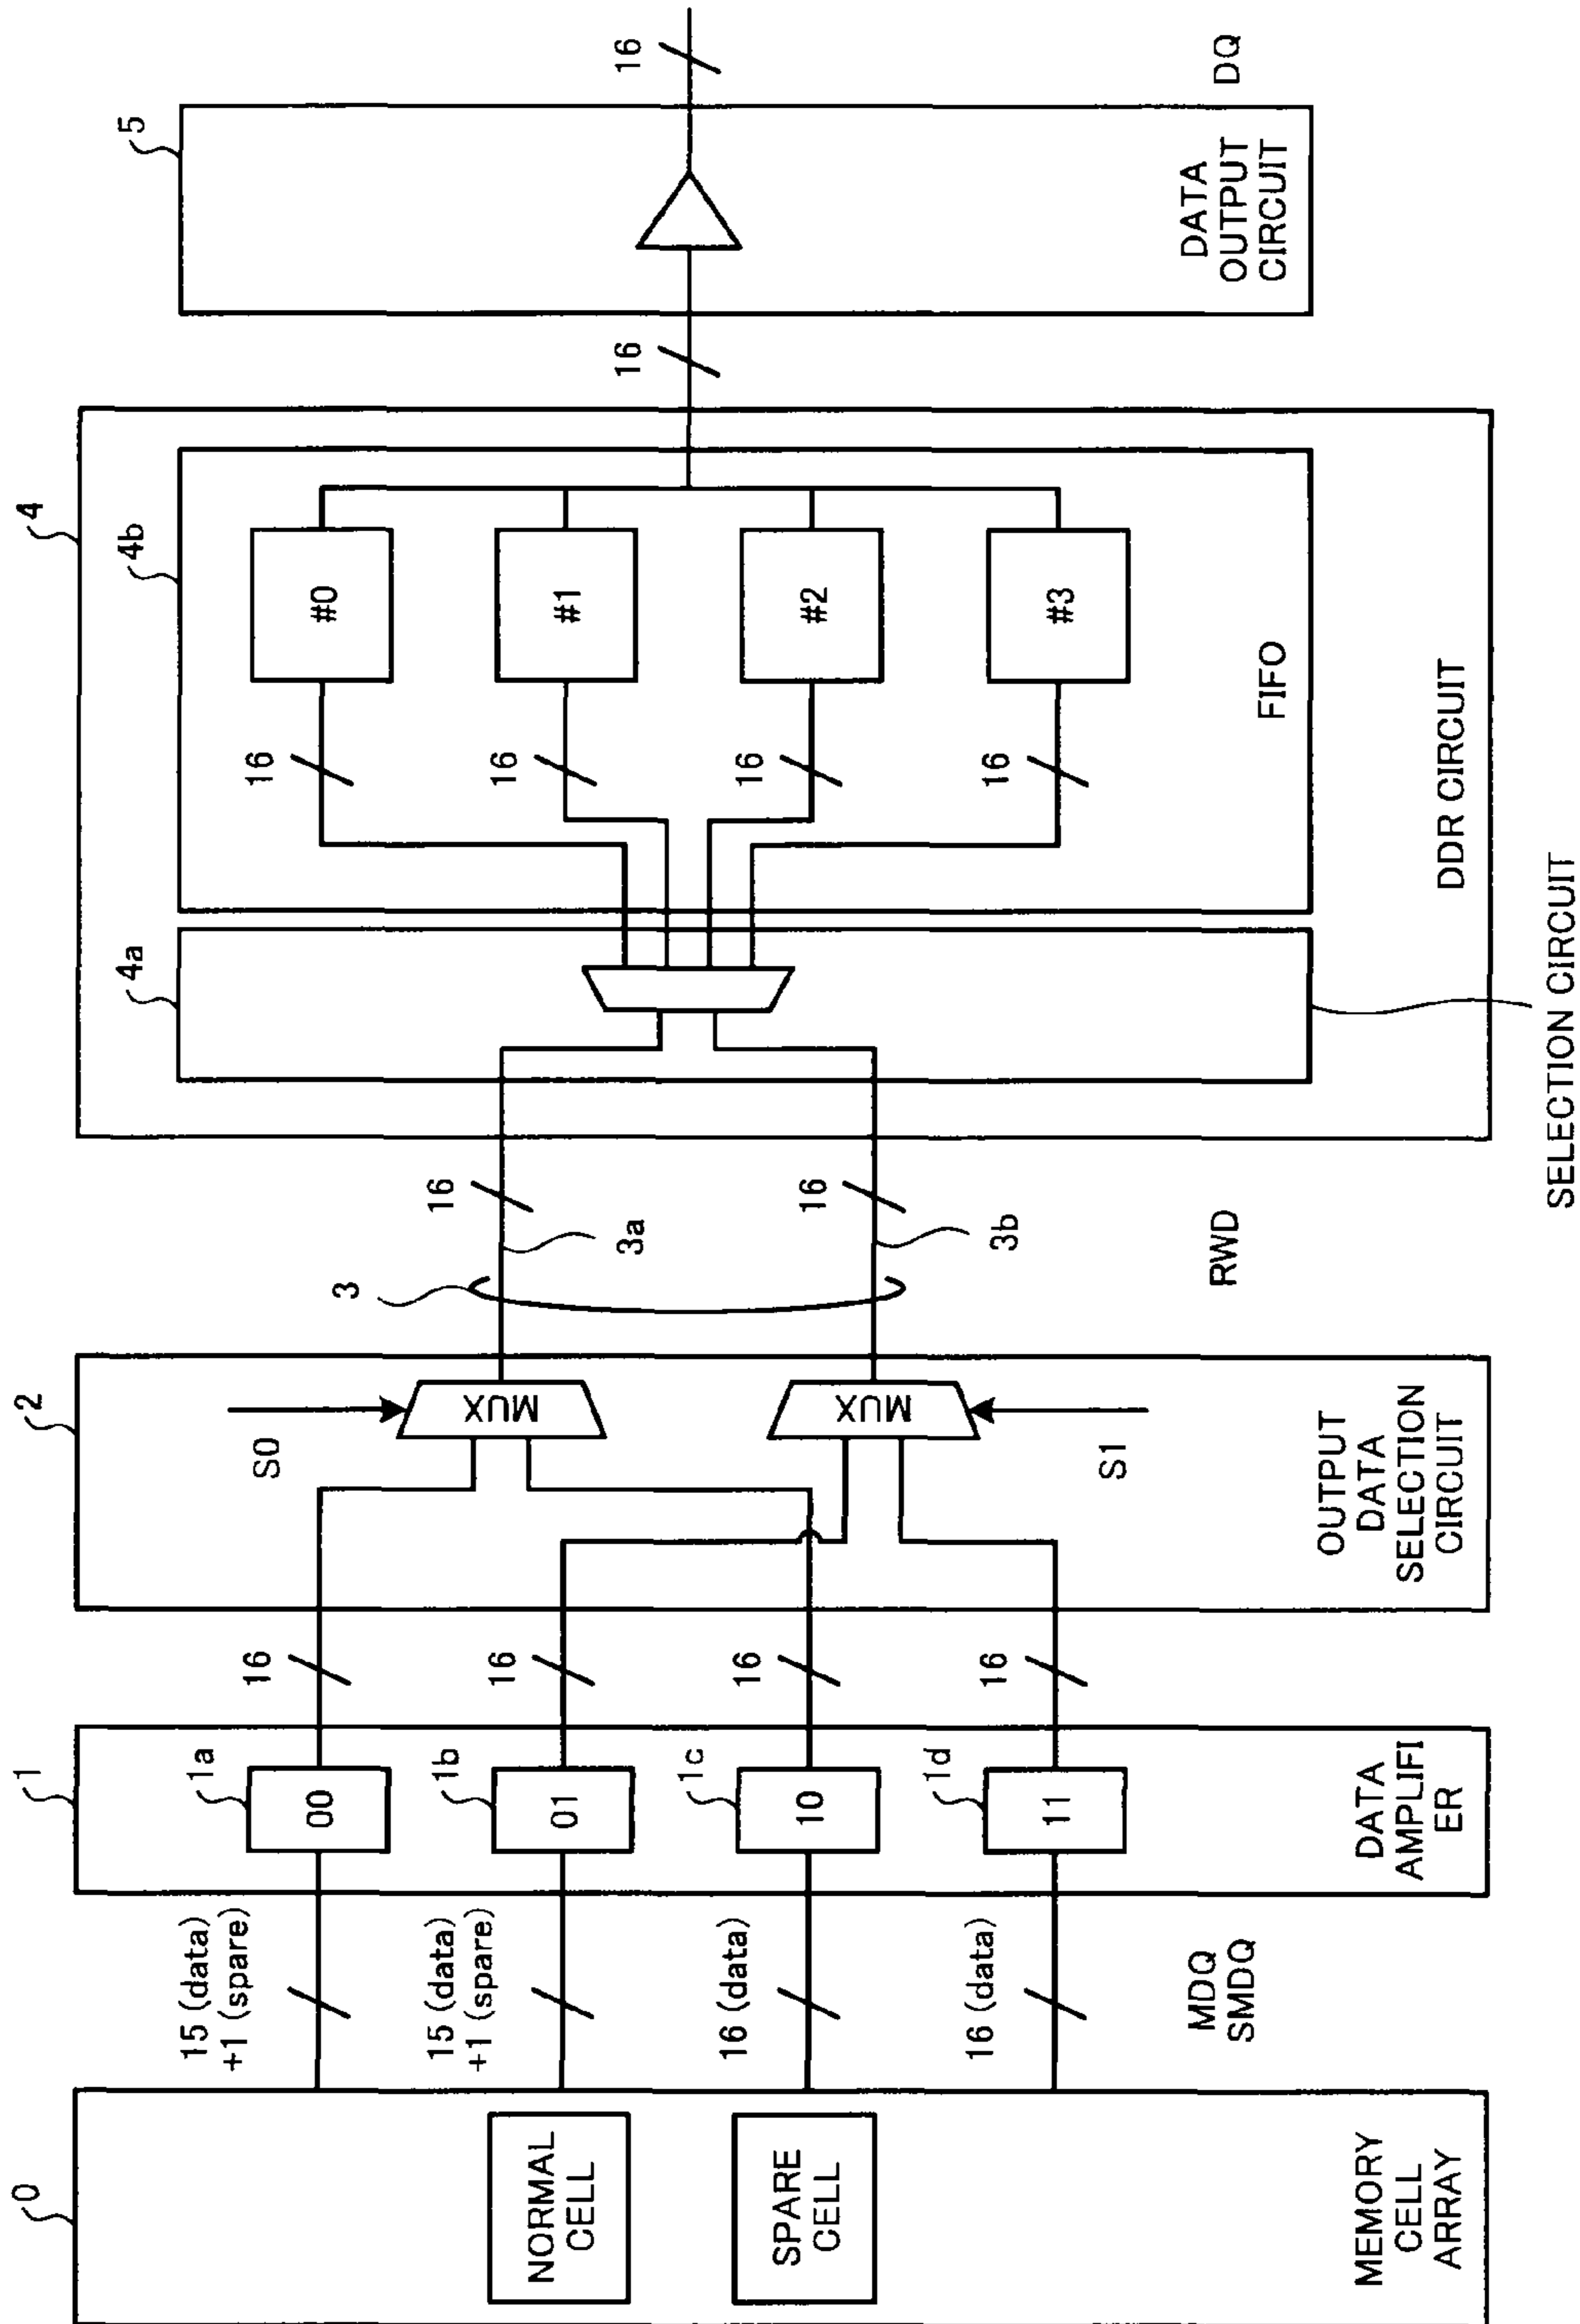 0
NORMAL
CELL
SPARE
CELL
MEMORY
CELL
ARRAY
15 (data)
+1 (spare)
15 (data)
+1 (spare)
16 (data)
16 (data)
MDQ
SMDQ
1
1a
00
1b
01
1c
10
1d
11
DATA
AMPLIFI
ER
16
16
16
16
2
S0
MUX
MUX
S1
OUTPUT
DATA
SELECTION
CIRCUIT
3
16
3a
16
3b
RWD
4
4a
SELECTION CIRCUIT
4b
16
16
16
16
#0
#1
#2
#3
FIFO
DDR CIRCUIT
16
5
DATA
OUTPUT
CIRCUIT
16
DQ